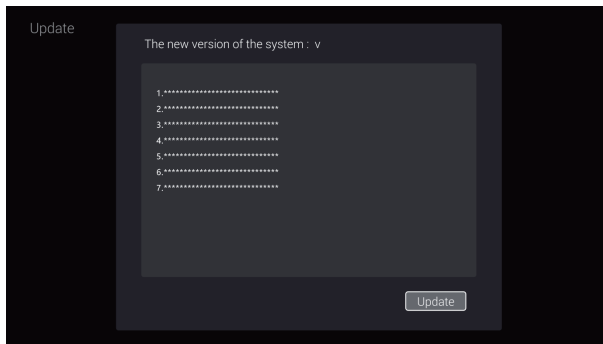 Update
The new version of the system : v
1.*****************************
2.*****************************
3.*****************************
4.*****************************
5.*****************************
6.*****************************
7.*****************************
Update